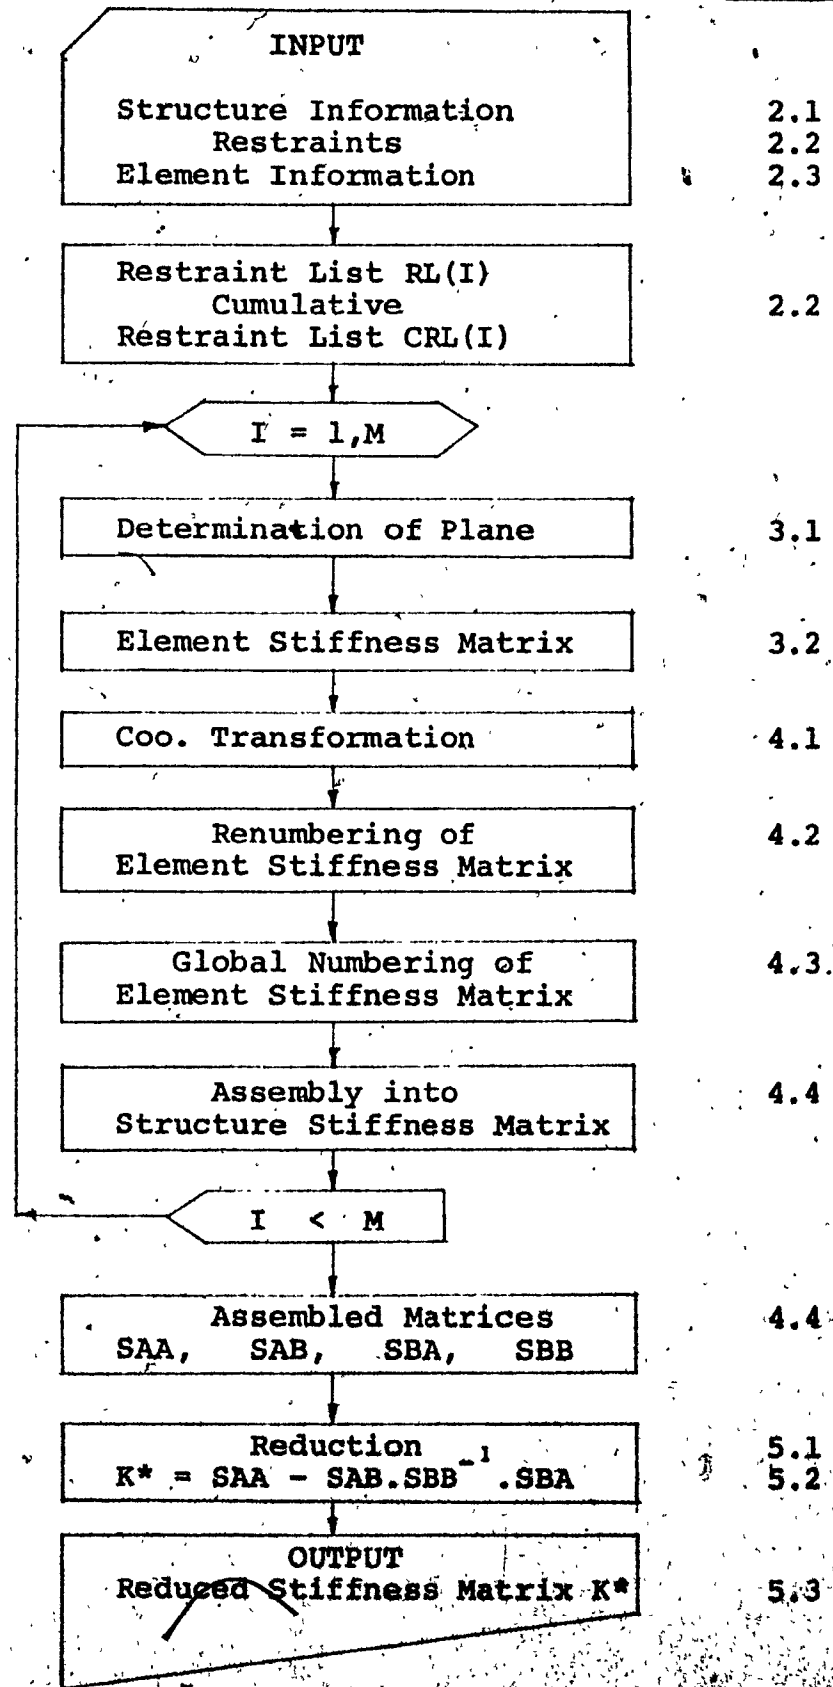 INPUT
Structure Information 2.1
Restraints 2.2
Element Information 2.3
Restraint List RL(I)
Cumulative 2.2
Restraint List CRL(I)
I = 1,M
Determination of Plane 3.1
Element Stiffness Matrix 3.2
Coo. Transformation 4.1
Renumbering of 4.2
Element Stiffness Matrix
Global Numbering of 4.3.
Element Stiffness Matrix
Assembly into 4.4
Structure Stiffness Matrix
I < M
Assembled Matrices 4.4
SAA, SAB, SBA, SBB
Reduction 5.1
K* = SAA - SAB.SBB⁻¹.SBA 5.2
OUTPUT
Reduced Stiffness Matrix K* 5.3